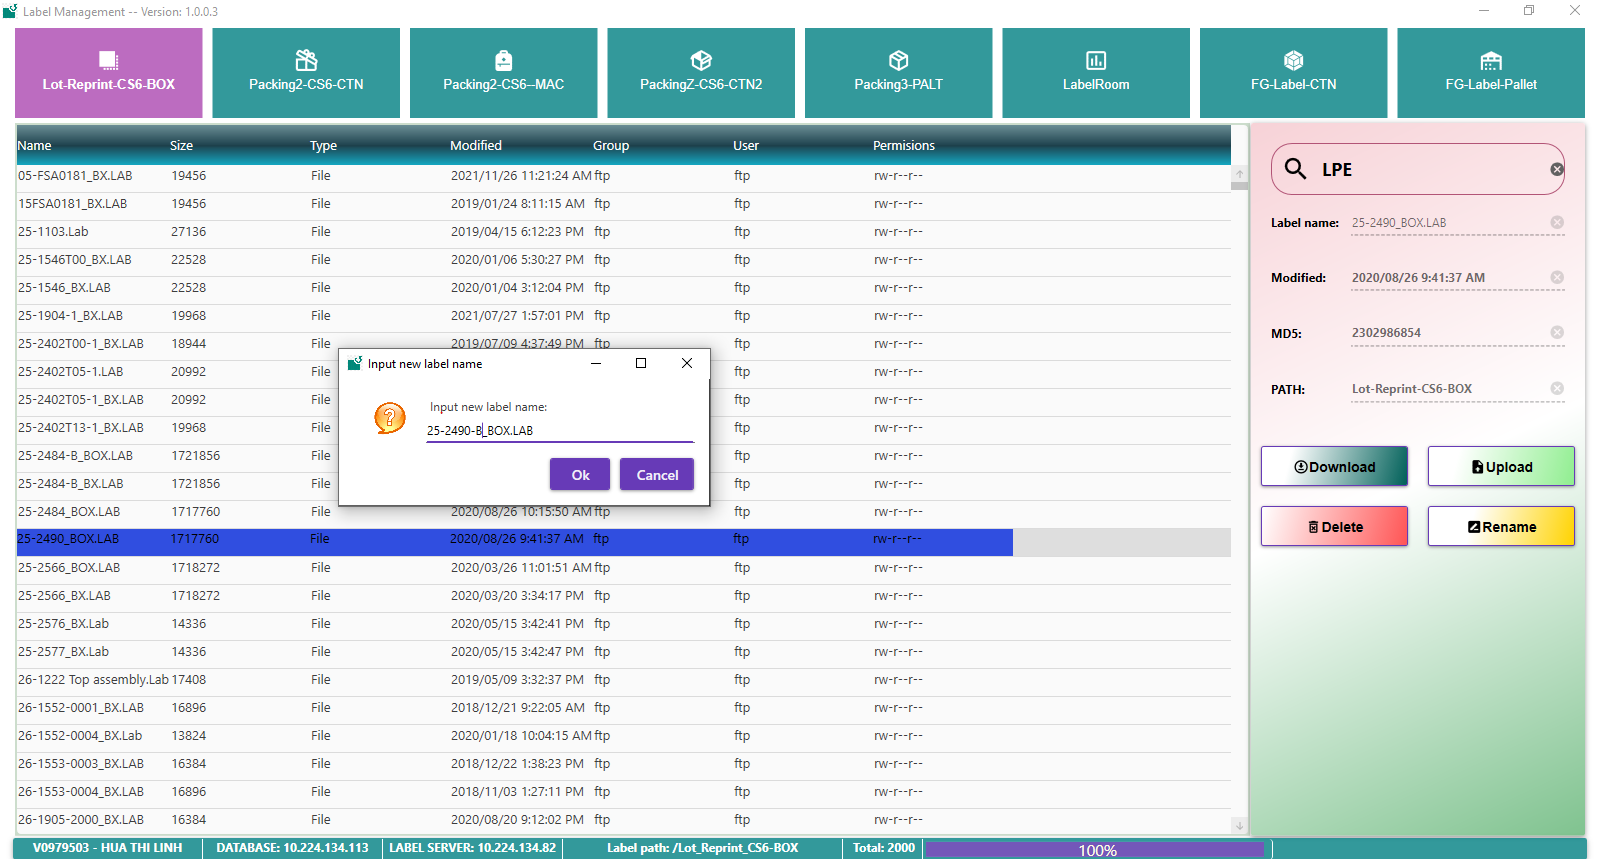 Label Management -- Version: 1.0.0.3
Lot-Reprint-CS6-BOX
Packing2-CS6-CTN
Packing2-CS6--MAC
PackingZ-CS6-CTN2
Packing3-PALT
LabelRoom
FG-Label-CTN
FG-Label-Pallet
Name Size Type Modified Group User Permisions
05-FSA0181_BX.LAB 19456 File 2021/11/26 11:21:24 AM ftp ftp rw-r--r--
15FSA0181_BX.LAB 19456 File 2019/01/24 8:11:15 AM ftp ftp rw-r--r--
25-1103.Lab 27136 File 2019/04/15 6:12:23 PM ftp ftp rw-r--r--
25-1546T00_BX.LAB 22528 File 2020/01/06 5:30:27 PM ftp ftp rw-r--r--
25-1546_BX.LAB 22528 File 2020/01/04 3:12:04 PM ftp ftp rw-r--r--
25-1904-1_BX.LAB 19968 File 2021/07/27 1:57:01 PM ftp ftp rw-r--r--
25-2402T00-1_BX.LAB 18944 File 2019/07/09 4:37:49 PM ftp ftp rw-r--r--
25-2402T05-1.LAB 20992 File ftp rw-r--r--
25-2402T05-1_BX.LAB 20992 File ftp rw-r--r--
25-2402T13-1_BX.LAB 19968 File ftp rw-r--r--
25-2484-B_BOX.LAB 1721856 File ftp rw-r--r--
25-2484-B_BX.LAB 1721856 File ftp rw-r--r--
25-2484_BOX.LAB 1717760 File 2020/08/26 10:15:50 AM ftp ftp rw-r--r--
25-2490_BOX.LAB 1717760 File 2020/08/26 9:41:37 AM ftp ftp rw-r--r--
25-2566_BOX.LAB 1718272 File 2020/03/26 11:01:51 AM ftp ftp rw-r--r--
25-2566_BX.LAB 1718272 File 2020/03/20 3:34:17 PM ftp ftp rw-r--r--
25-2576_BX.Lab 14336 File 2020/05/15 3:42:41 PM ftp ftp rw-r--r--
25-2577_BX.Lab 14336 File 2020/05/15 3:42:47 PM ftp ftp rw-r--r--
26-1222 Top assembly.Lab 17408 File 2019/05/09 3:32:37 PM ftp ftp rw-r--r--
26-1552-0001_BX.LAB 16896 File 2018/12/21 9:22:05 AM ftp ftp rw-r--r--
26-1552-0004_BX.Lab 13824 File 2020/01/18 10:04:15 AM ftp ftp rw-r--r--
26-1553-0003_BX.LAB 16384 File 2018/12/22 1:38:23 PM ftp ftp rw-r--r--
26-1553-0004_BX.LAB 16896 File 2018/11/03 1:27:11 PM ftp ftp rw-r--r--
26-1905-2000_BX.LAB 16384 File 2020/08/20 9:12:02 PM ftp ftp rw-r--r--
Input new label name
Input new label name:
25-2490-B_BOX.LAB
Ok Cancel
LPE
Label name: 25-2490_BOX.LAB
Modified: 2020/08/26 9:41:37 AM
MD5: 2302986854
PATH: Lot-Reprint-CS6-BOX
Download Upload
Delete Rename
V0979503 - HUA THI LINH DATABASE: 10.224.134.113 LABEL SERVER: 10.224.134.82 Label path: /Lot_Reprint_CS6-BOX Total: 2000 100%